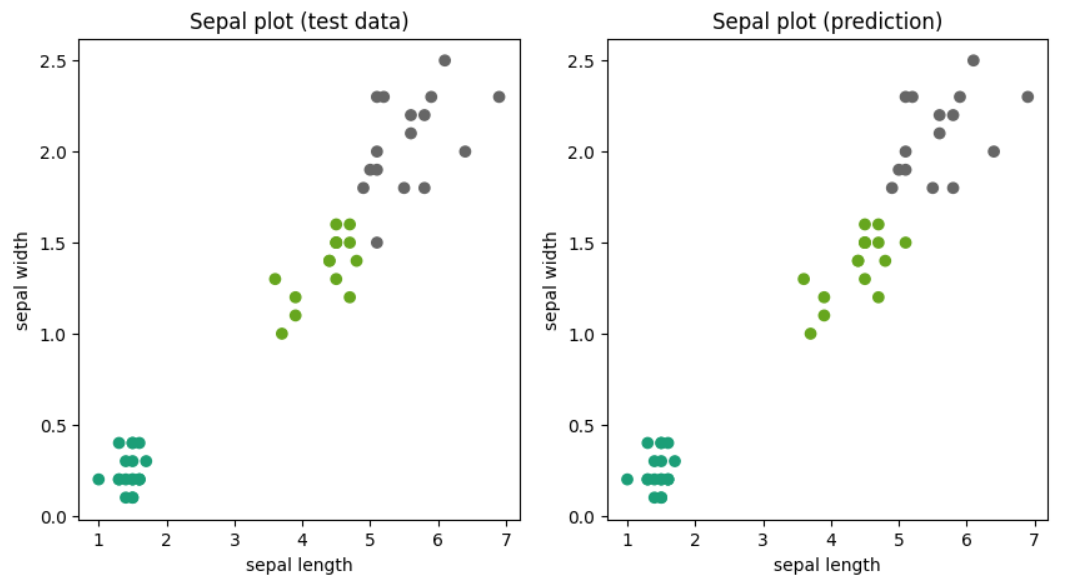 Sepal plot (test data)
2.5
2.0
1.5
1.0
0.5
0.0
sepal width
1 2 3 4 5 6 7
sepal length
Sepal plot (prediction)
2.5
2.0
1.5
1.0
0.5
0.0
sepal width
1 2 3 4 5 6 7
sepal length